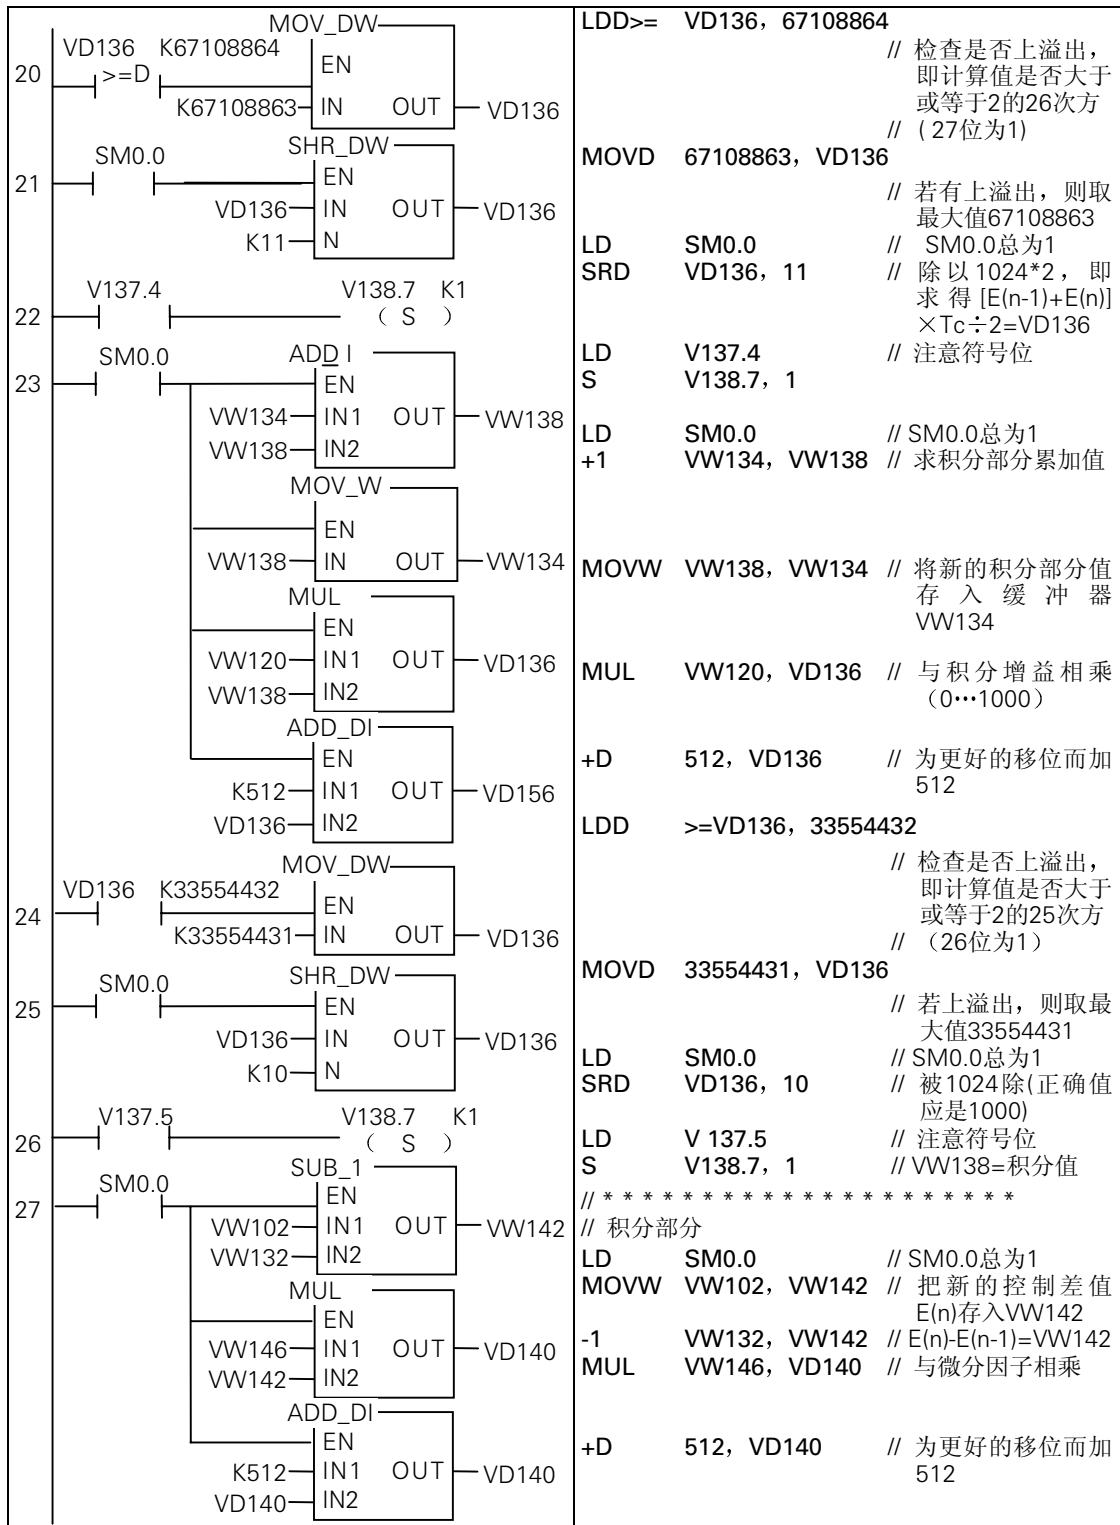 MOV_DW
VD136 K67108864
20
>=D
EN
K67108863
IN OUT
VD136
SHR_DW
SM0.0
21
EN
VD136
IN OUT
VD136
K11
N
V137.4
V138.7 K1
22
( S )
ADD I
SM0.0
23
EN
VW134
IN1 OUT
VW138
VW138
IN2
MOV_W
EN
VW138
IN OUT
VW134
MUL
EN
VW120
IN1 OUT
VD136
VW138
IN2
ADD_DI
EN
K512
IN1 OUT
VD156
VD136
IN2
MOV_DW
VD136 K33554432
24
EN
K33554431
IN OUT
VD136
SHR_DW
SM0.0
25
EN
VD136
IN OUT
VD136
K10
N
V137.5
V138.7 K1
26
( S )
SUB_1
SM0.0
27
EN
VW102
IN1 OUT
VW142
VW132
IN2
MUL
EN
VW146
IN1 OUT
VD140
VW142
IN2
ADD_DI
EN
K512
IN1 OUT
VD140
VD140
IN2
LDD>= VD136，67108864
// 检查是否上溢出，
即计算值是否大于
或等于2的26次方
// ( 27位为1)
MOVD 67108863，VD136
// 若有上溢出，则取
最大值67108863
LD SM0.0 // SM0.0总为1
SRD VD136，11 // 除以1024*2，即
求得[E(n-1)+E(n)]
×Tc÷2=VD136
LD V137.4 // 注意符号位
S V138.7，1
LD SM0.0 // SM0.0总为1
+1 VW134，VW138 // 求积分部分累加值
MOVW VW138，VW134 // 将新的积分部分值
存入缓冲器
VW134
MUL VW120，VD136 // 与积分增益相乘
（0…1000）
+D 512，VD136 // 为更好的移位而加
512
LDD >=VD136，33554432
// 检查是否上溢出，
即计算值是否大于
或等于2的25次方
// （26位为1）
MOVD 33554431，VD136
// 若上溢出，则取最
大值33554431
LD SM0.0 // SM0.0总为1
SRD VD136，10 // 被1024除(正确值
应是1000)
LD V 137.5 // 注意符号位
S V138.7，1 // VW138=积分值
// * * * * * * * * * * * * * * * * * * * * *
// 积分部分
LD SM0.0 // SM0.0总为1
MOVW VW102，VW142 // 把新的控制差值
E(n)存入VW142
-1 VW132，VW142 // E(n)-E(n-1)=VW142
MUL VW146，VD140 // 与微分因子相乘
+D 512，VD140 // 为更好的移位而加
512